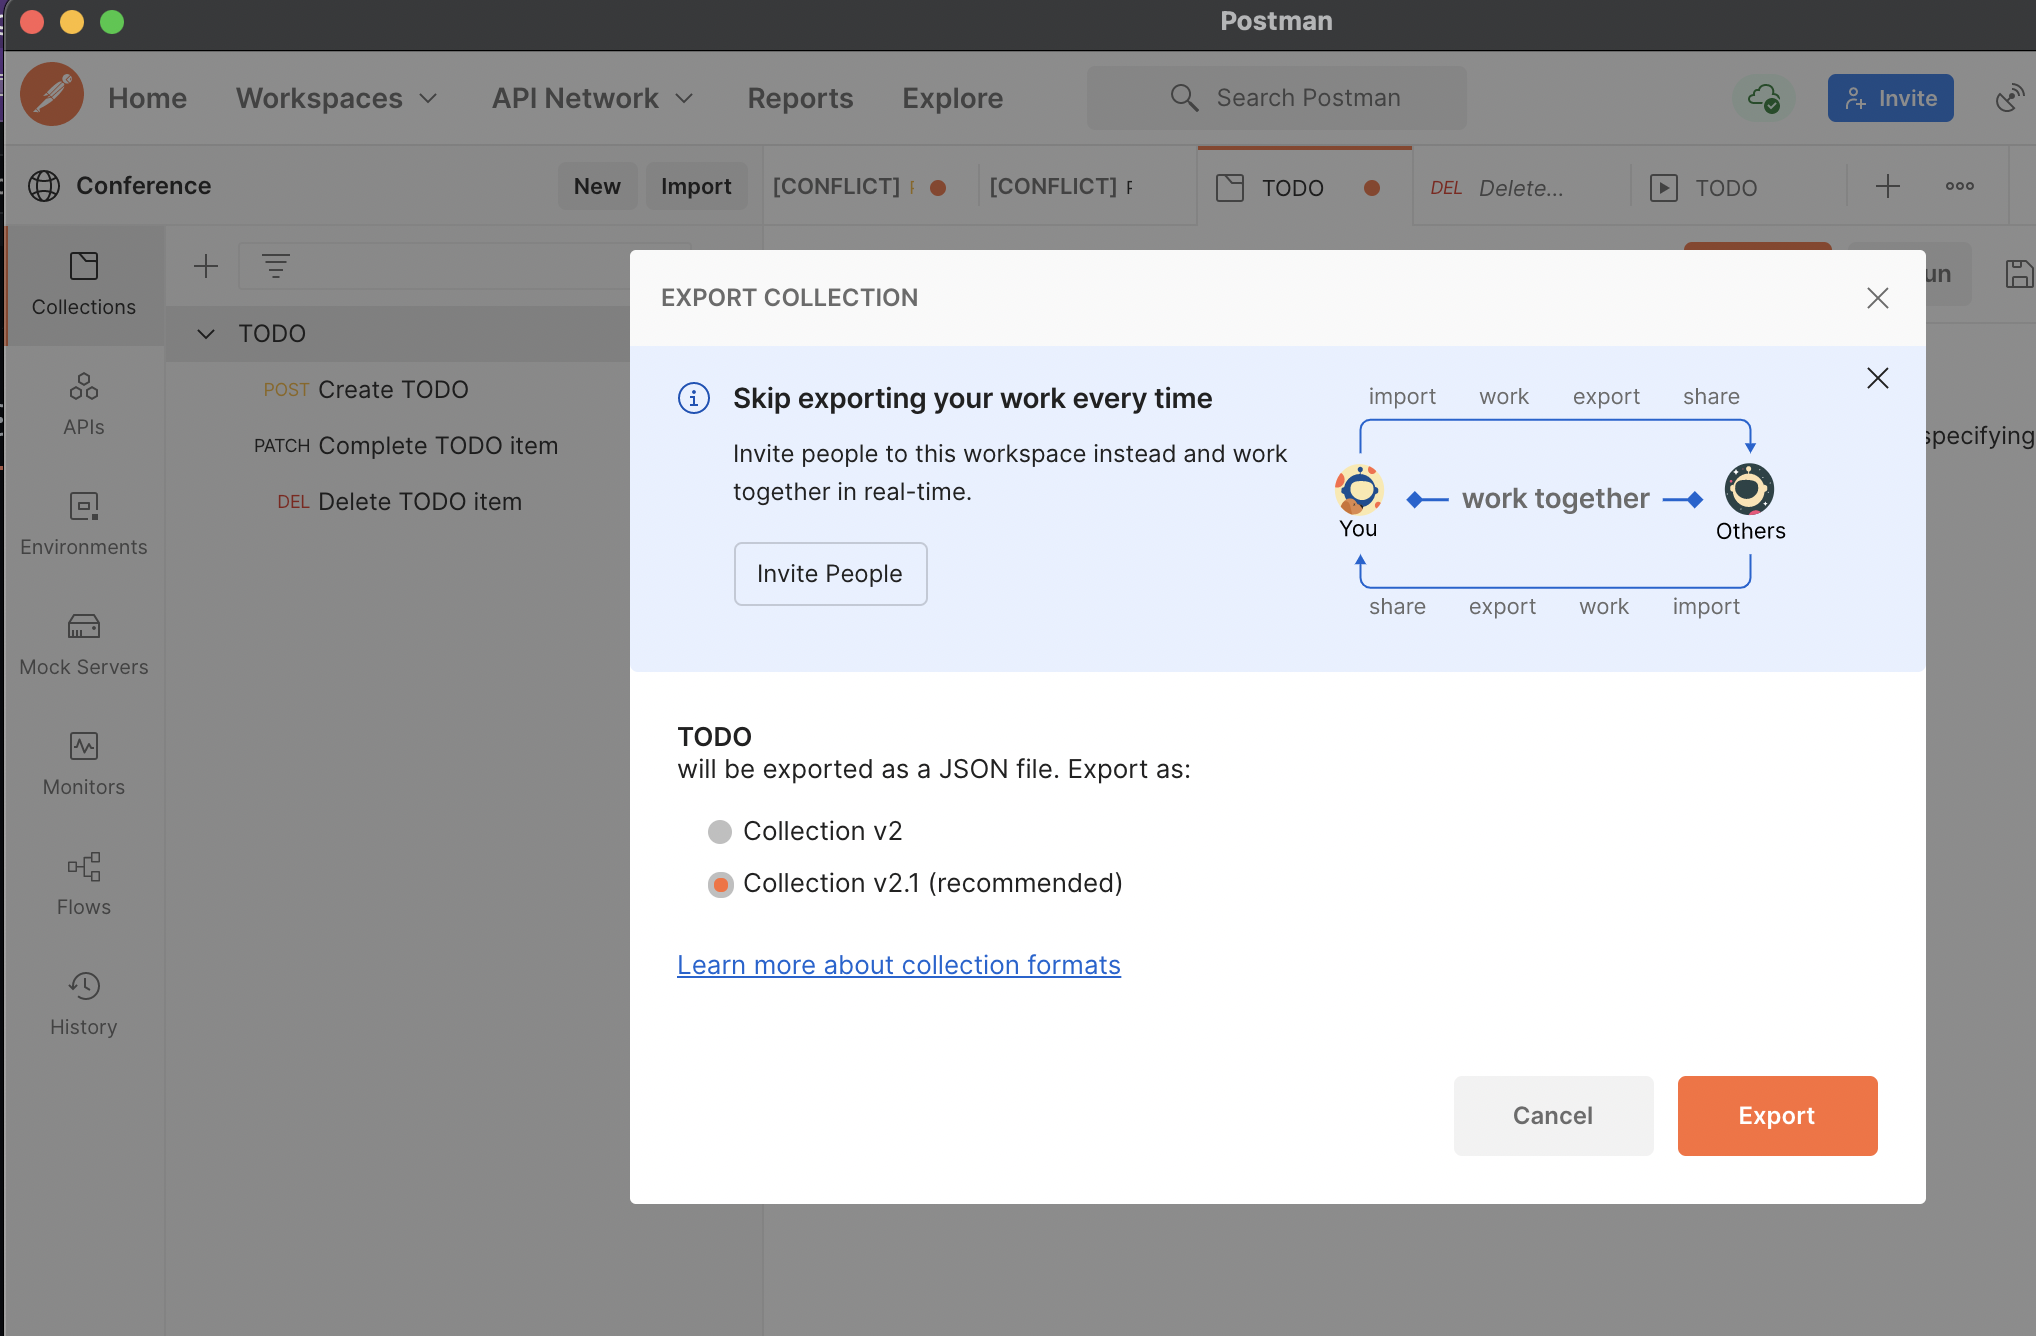 Postman
Home Workspaces API Network Reports Explore Search Postman Invite
Conference New Import [CONFLICT] [CONFLICT] TODO DEL Delete... TODO
Collections
APIs
Environments
Mock Servers
Monitors
Flows
History
TODO
POST Create TODO
PATCH Complete TODO item
DEL Delete TODO item
EXPORT COLLECTION
Skip exporting your work every time
Invite people to this workspace instead and work
together in real-time.
Invite People
import work export share
You work together Others
share export work import
TODO
will be exported as a JSON file. Export as:
Collection v2
Collection v2.1 (recommended)
Learn more about collection formats
Cancel Export
un
specifying